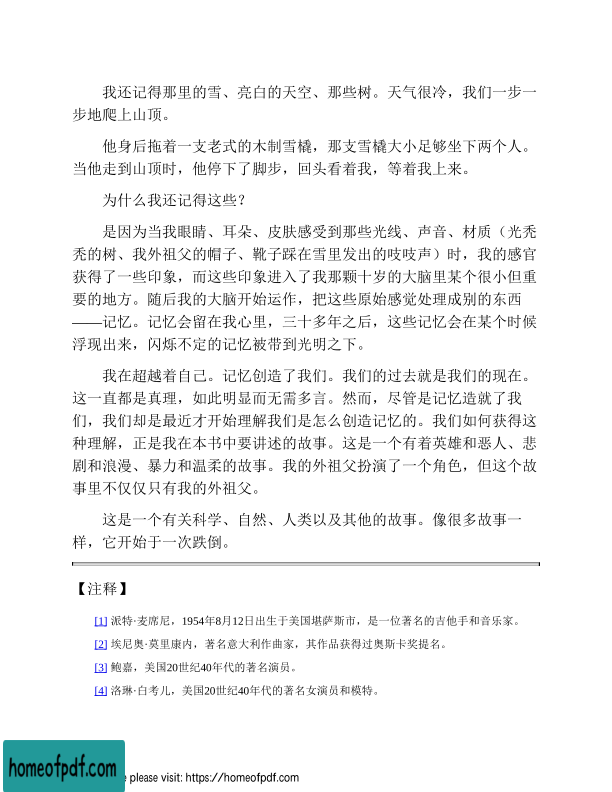 我还记得那里的雪、亮白的天空、那些树。天气很冷，我们一步一
步地爬上山顶。
他身后拖着一支老式的木制雪橇，那支雪橇大小足够坐下两个人。
当他走到山顶时，他停下了脚步，回头看着我，等着我上来。
为什么我还记得这些？
是因为当我眼睛、耳朵、皮肤感受到那些光线、声音、材质（光秃
秃的树、我外祖父的帽子、靴子踩在雪里发出的吱吱声）时，我的感官
获得了一些印象，而这些印象进入了我那颗十岁的大脑里某个很小但重
要的地方。随后我的大脑开始运作，把这些原始感觉处理成别的东西
——记忆。记忆会留在我心里，三十多年之后，这些记忆会在某个时候
浮现出来，闪烁不定的记忆被带到光明之下。
我在超越着自己。记忆创造了我们。我们的过去就是我们的现在。
这一直都是真理，如此明显而无需多言。然而，尽管是记忆造就了我
们，我们却是最近才开始理解我们是怎么创造记忆的。我们如何获得这
种理解，正是我在本书中要讲述的故事。这是一个有着英雄和恶人、悲
剧和浪漫、暴力和温柔的故事。我的外祖父扮演了一个角色，但这个故
事里不仅仅只有我的外祖父。
这是一个有关科学、自然、人类以及其他的故事。像很多故事一
样，它开始于一次跌倒。
【注释】
[1] 派特·麦席尼，1954年8月12日出生于美国堪萨斯市，是一位著名的吉他手和音乐家。
[2] 埃尼奥·莫里康内，著名意大利作曲家，其作品获得过奥斯卡奖提名。
[3] 鲍嘉，美国20世纪40年代的著名演员。
[4] 洛琳·白考儿，美国20世纪40年代的著名女演员和模特。
homeofpdf.com
e please visit: https://homeofpdf.com